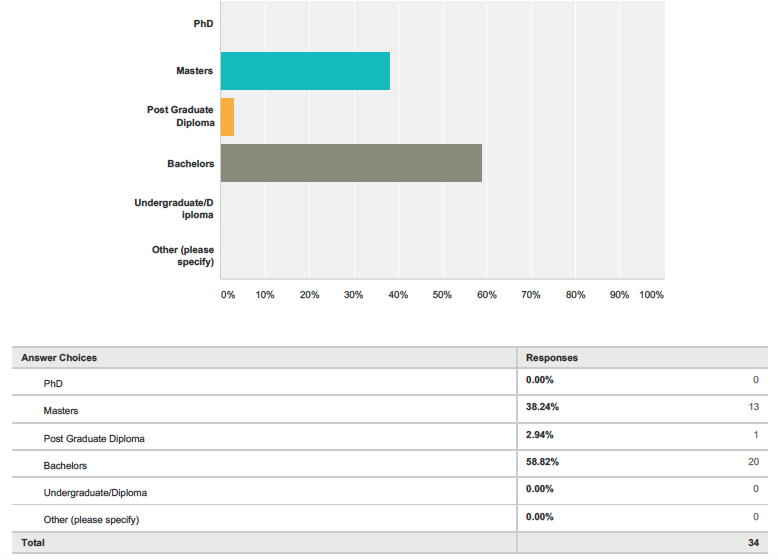 PhD
Masters
Post Graduate
Diploma
Bachelors
Undergraduate/D
iploma
Other (please
specify)
0% 10% 20% 30% 40% 50% 60% 70% 80% 90% 100%
Answer Choices Responses
PhD 0.00% 0
Masters 38.24% 13
Post Graduate Diploma 2.94% 1
Bachelors 58.82% 20
Undergraduate/Diploma 0.00% 0
Other (please specify) 0.00% 0
Total 34